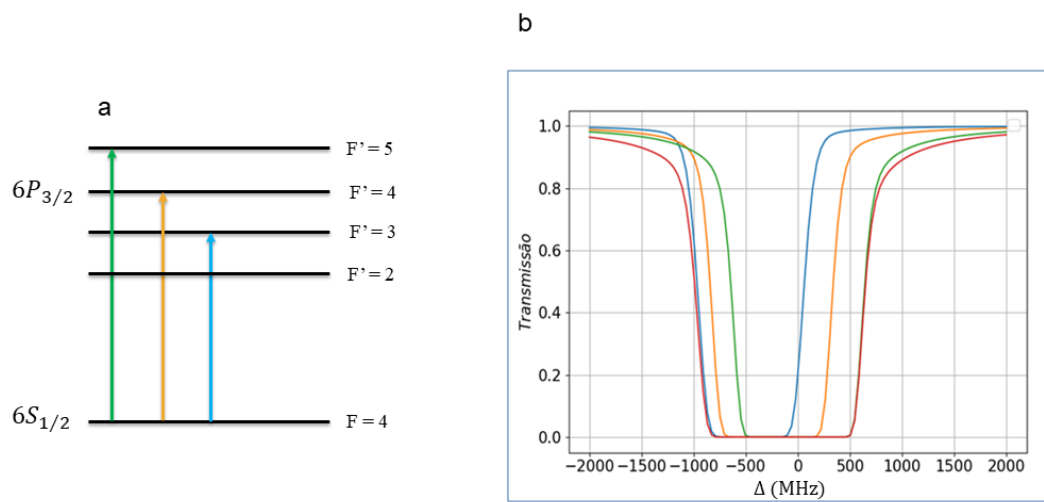 a
6P₃/₂
F' = 5
F' = 4
F' = 3
F' = 2
6S₁/₂
F = 4
b
Transmissão
1.0
0.8
0.6
0.4
0.2
0.0
−2000 −1500 −1000 −500 0 500 1000 1500 2000
Δ (MHz)